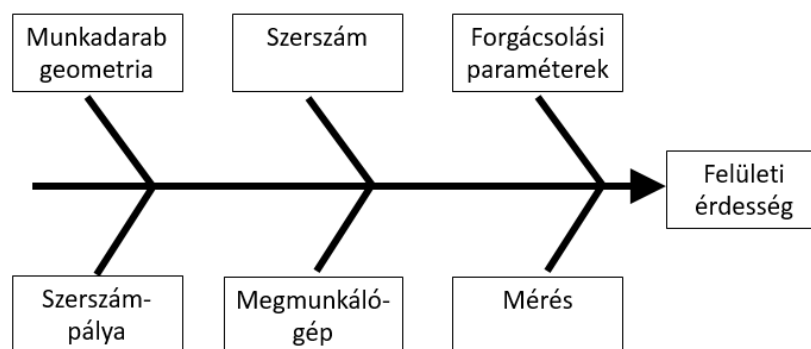 Munkadarab
geometria
Szerszám
Forgácsolási
paraméterek
Felületi
érdesség
Szerszám-
pálya
Megmunkáló-
gép
Mérés